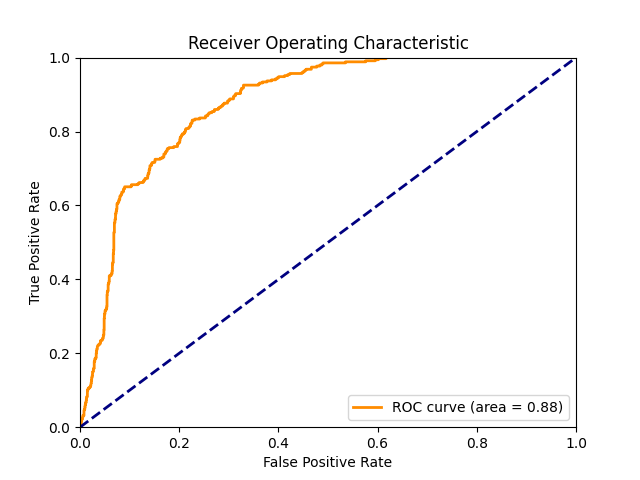 Receiver Operating Characteristic
1.0
0.8
0.6
0.4
0.2
0.0
True Positive Rate
ROC curve (area = 0.88)
0.0 0.2 0.4 0.6 0.8 1.0
False Positive Rate